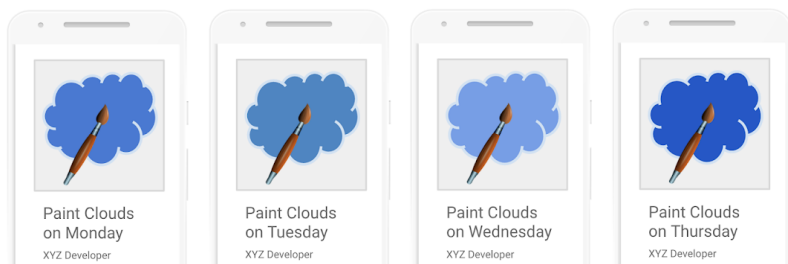 Paint Clouds
on Monday
XYZ Developer
Paint Clouds
on Tuesday
XYZ Developer
Paint Clouds
on Wednesday
XYZ Developer
Paint Clouds
on Thursday
XYZ Developer